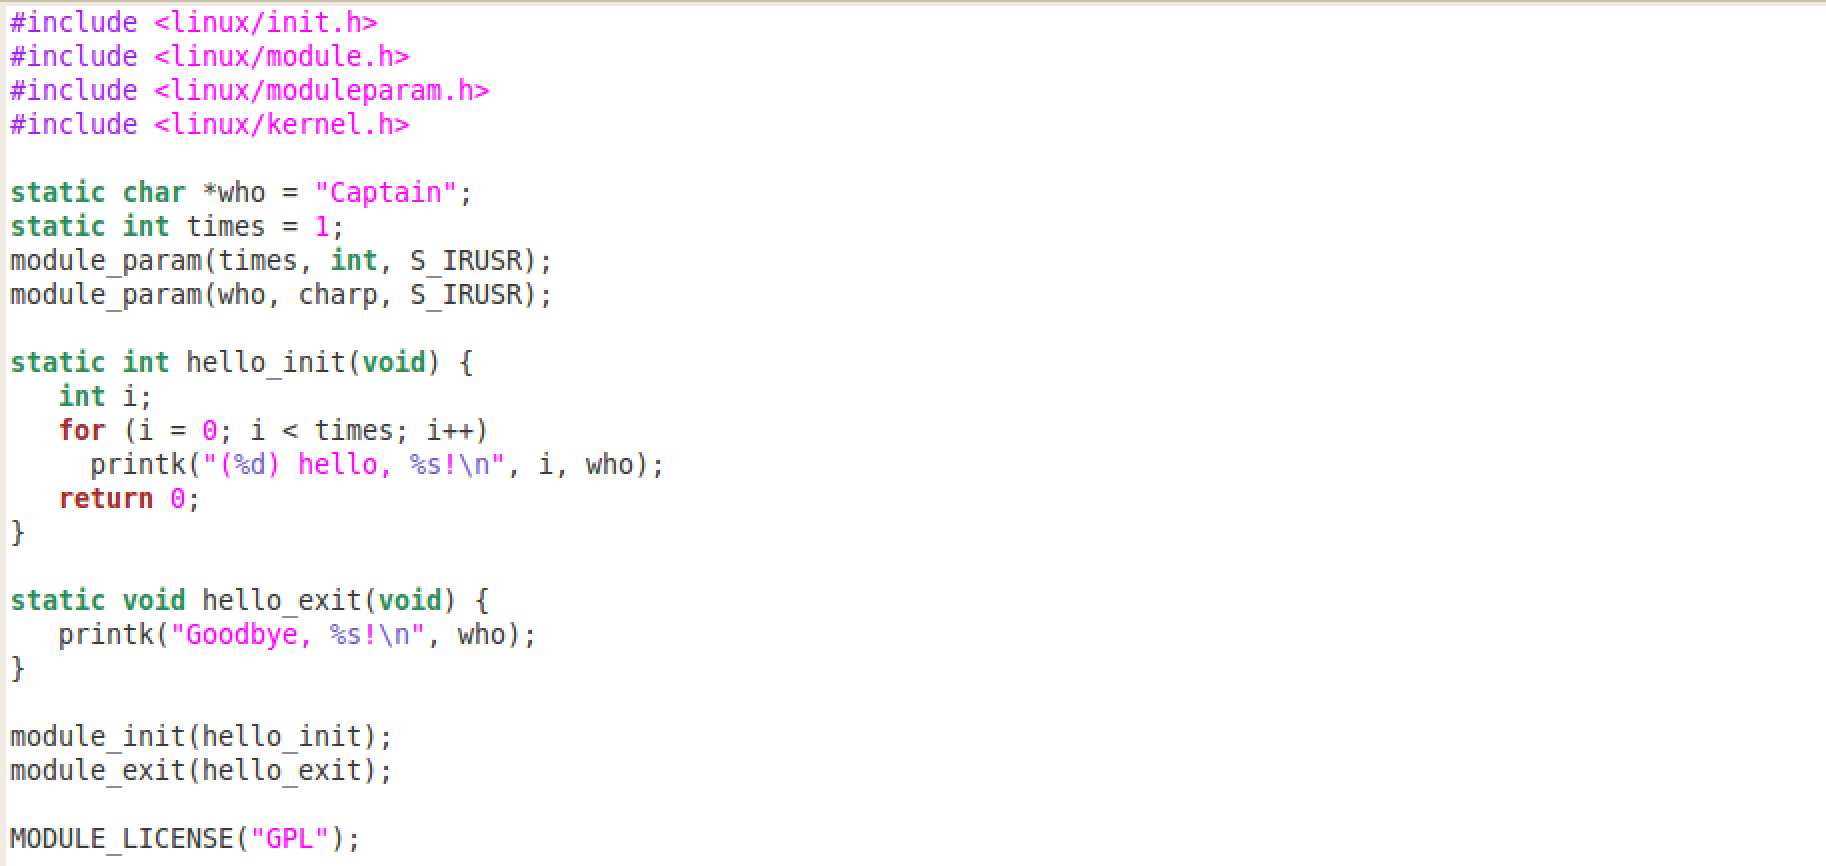 #include <linux/init.h>
#include <linux/module.h>
#include <linux/moduleparam.h>
#include <linux/kernel.h>

static char *who = "Captain";
static int times = 1;
module_param(times, int, S_IRUSR);
module_param(who, charp, S_IRUSR);

static int hello_init(void) {
   int i;
   for (i = 0; i < times; i++)
     printk("(%d) hello, %s!\n", i, who);
   return 0;
}

static void hello_exit(void) {
   printk("Goodbye, %s!\n", who);
}

module_init(hello_init);
module_exit(hello_exit);

MODULE_LICENSE("GPL");